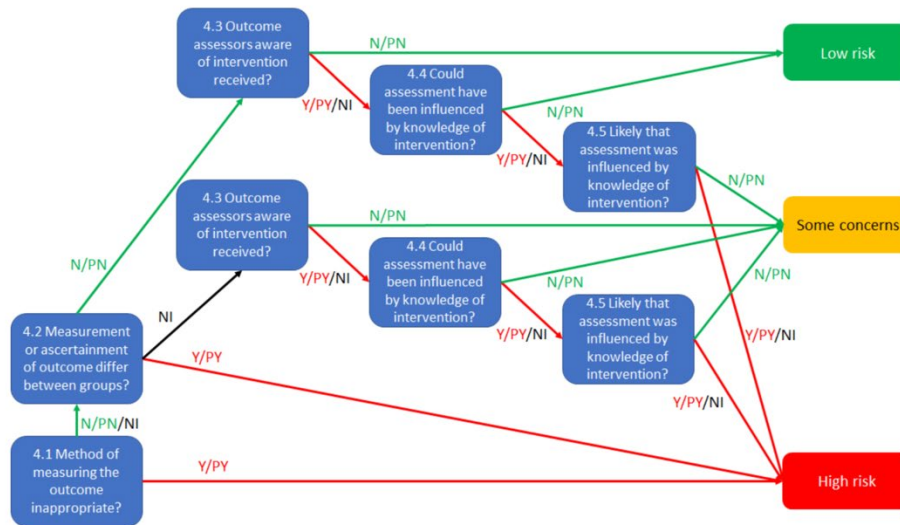 4.3 Outcome
assessors aware
of intervention
received?
N/PN
Low risk
Y/PY/NI
4.4 Could
assessment have
been influenced
by knowledge of
intervention?
N/PN
Y/PY/NI
4.5 Likely that
assessment was
influenced by
knowledge of
intervention?
N/PN
4.3 Outcome
assessors aware
of intervention
received?
N/PN
Some concerns
Y/PY/NI
4.4 Could
assessment have
been influenced
by knowledge of
intervention?
N/PN
Y/PY/NI
4.5 Likely that
assessment was
influenced by
knowledge of
intervention?
N/PN
Y/PY/NI
Y/PY/NI
N/PN
NI
4.2 Measurement
or ascertainment
of outcome differ
between groups?
Y/PY
N/PN/NI
4.1 Method of
measuring the
outcome
inappropriate?
Y/PY
High risk